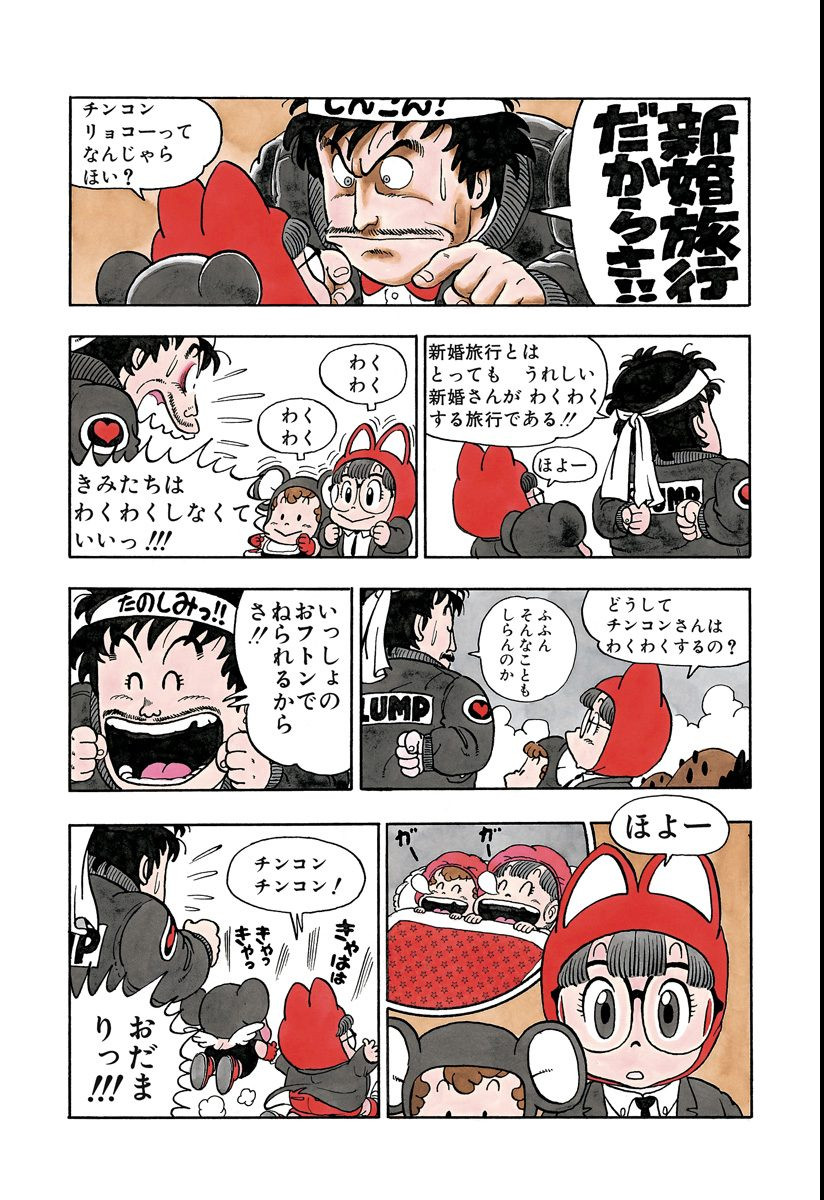 新婚旅行
だからさ!!
しんこん!
チンコン
リョコーって
なんじゃら
ほい?
新婚旅行とは
とっても うれしい
新婚さんが わくわく
する旅行である!!
ほよー
UMP
わく
わく
わく
わく
きみたちは
わくわくしなくて
いいっ!!!
どうして
チンコンさんは
わくわくするの?
ふふん
そんなことも
しらんのか
LUMP
いっしょの
おフトンで
ねられるから
さ!!
たのしみっ!!
ほよー
ガー
ガー
チンコン
チンコン!
きゃはは
きゃっ
きゃっ
P
おだま
りっ!!!